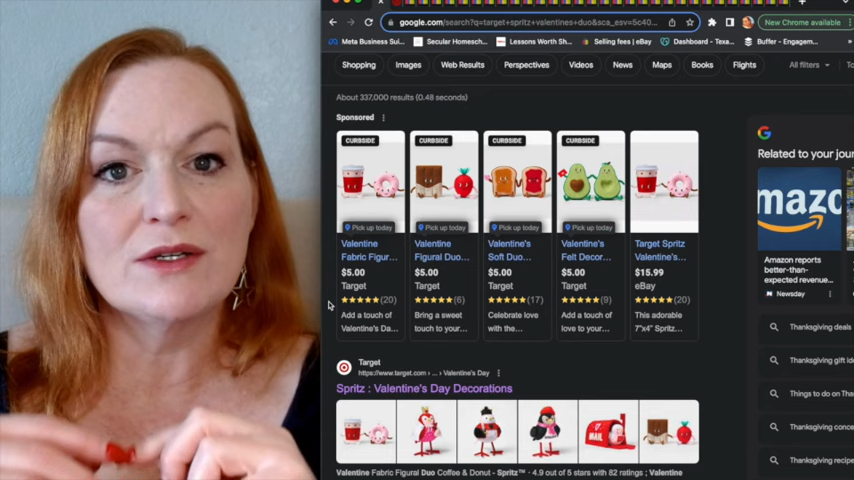 google.com/search?q=target+spritz+valentines+duo&sca_esv=5c40...
New Chrome available
Meta Business Sui...
Secular Homesch...
Lessons Worth Sh...
Selling fees | eBay
Dashboard - Texa...
Buffer - Engagem...
Shopping
Images
Web Results
Perspectives
Videos
News
Maps
Books
Flights
All filters
About 337,000 results (0.48 seconds)
Sponsored
CURBSIDE
Pick up today
Valentine
Fabric Figur...
$5.00
Target
(20)
Add a touch of
Valentine's Da...
CURBSIDE
Pick up today
Valentine
Figural Duo...
$5.00
Target
(6)
Bring a sweet
touch to your...
CURBSIDE
Pick up today
Valentine's
Soft Duo...
$5.00
Target
(17)
Celebrate love
with the...
CURBSIDE
Pick up today
Valentine's
Felt Decor...
$5.00
Target
(9)
Add a touch of
love to your...
Target Spritz
Valentine's...
$15.99
eBay
(20)
This adorable
7"x4" Spritz...
Target
https://www.target.com › ... › Valentine's Day
Spritz : Valentine's Day Decorations
MAIL
Valentine Fabric Figural Duo Coffee & Donut - Spritz™ · 4.9 out of 5 stars with 82 ratings ; Valentine
Related to your jour
amazo
Amazon reports
better-than-
expected revenue...
Newsday
Thanksgiving deals
Thanksgiving gift ide
Things to do on Tha
Thanksgiving conce
Thanksgiving recipe